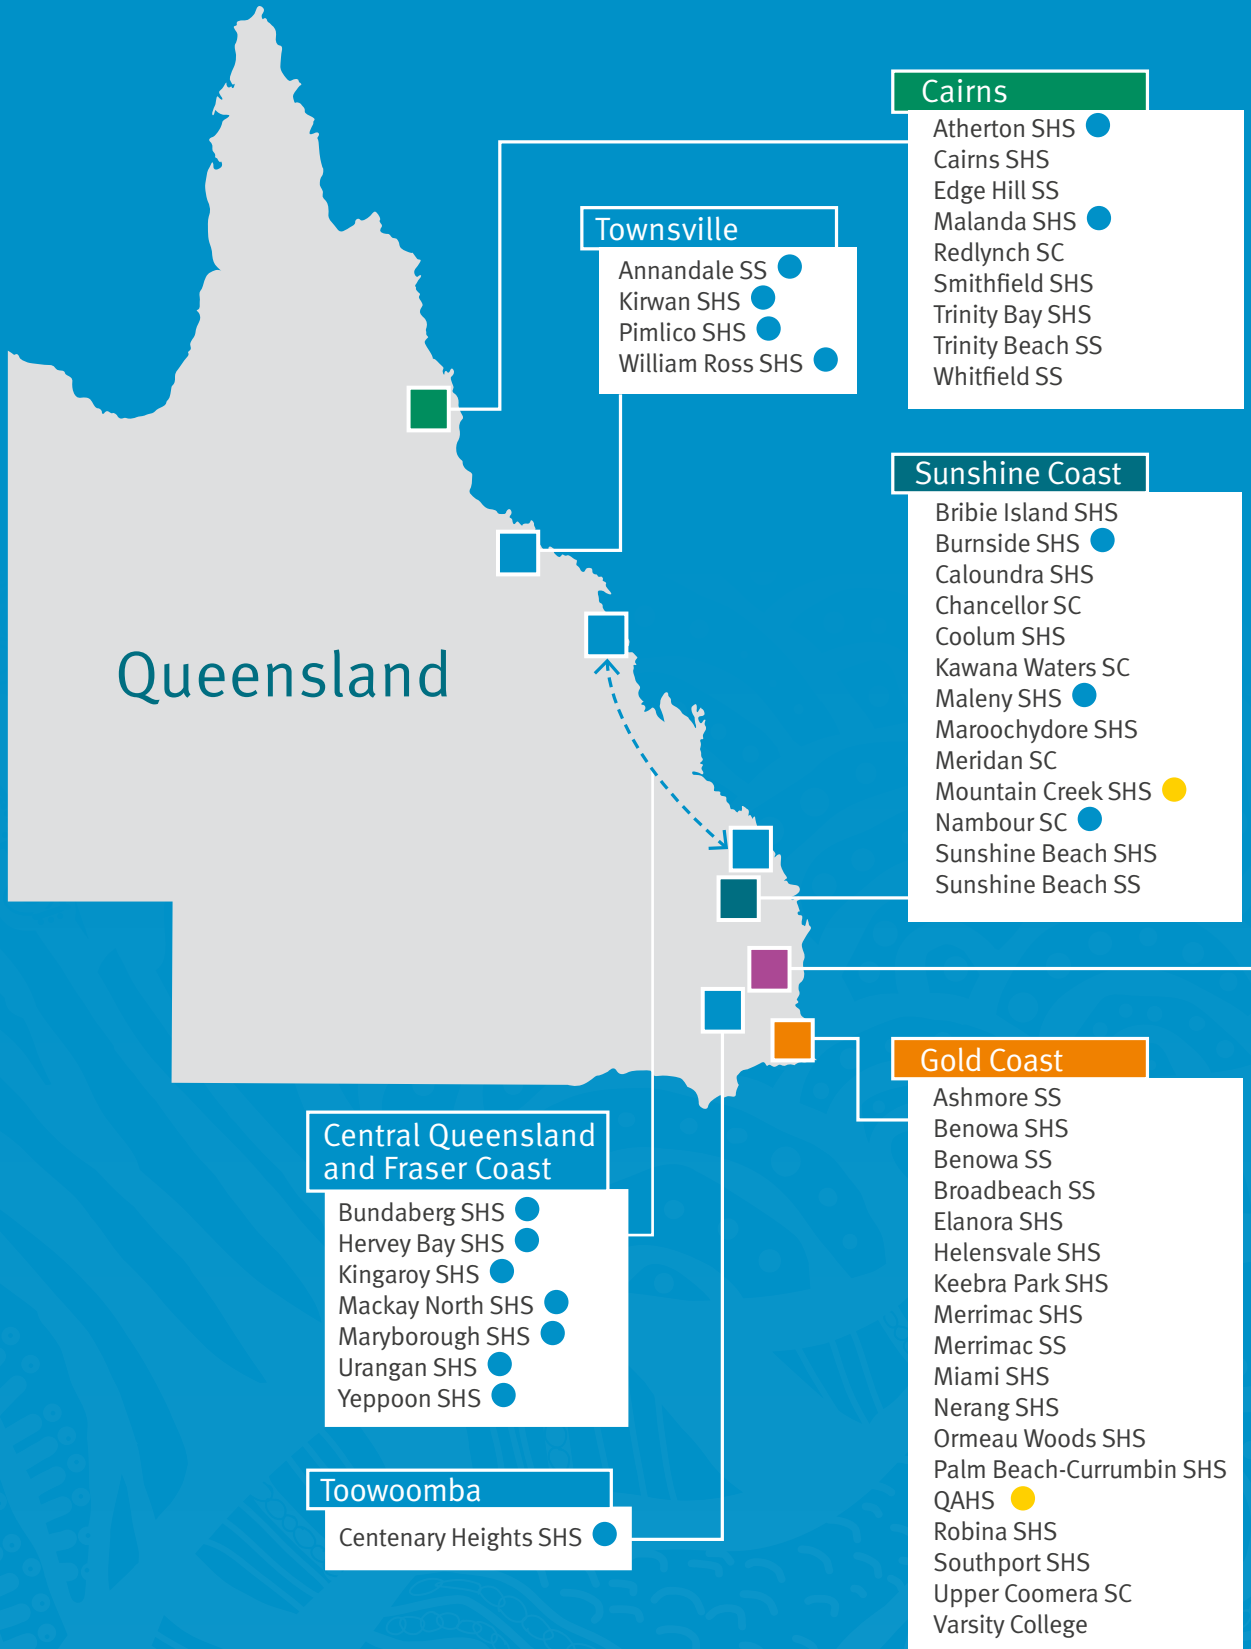 Cairns
Atherton SHS
Cairns SHS
Edge Hill SS
Malanda SHS
Redlynch SC
Smithfield SHS
Trinity Bay SHS
Trinity Beach SS
Whitfield SS
Townsville
Annandale SS
Kirwan SHS
Pimlico SHS
William Ross SHS
Sunshine Coast
Bribie Island SHS
Burnside SHS
Caloundra SHS
Chancellor SC
Coolum SHS
Kawana Waters SC
Maleny SHS
Maroochydore SHS
Meridan SC
Mountain Creek SHS
Nambour SC
Sunshine Beach SHS
Sunshine Beach SS
Queensland
Gold Coast
Ashmore SS
Benowa SHS
Benowa SS
Broadbeach SS
Elanora SHS
Helensvale SHS
Keebra Park SHS
Merrimac SHS
Merrimac SS
Miami SHS
Nerang SHS
Ormeau Woods SHS
Palm Beach-Currumbin SHS
QAHS
Robina SHS
Southport SHS
Upper Coomera SC
Varsity College
Central Queensland
and Fraser Coast
Bundaberg SHS
Hervey Bay SHS
Kingaroy SHS
Mackay North SHS
Maryborough SHS
Urangan SHS
Yeppoon SHS
Toowoomba
Centenary Heights SHS